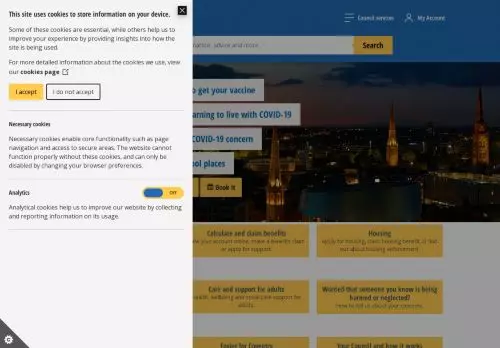 This site uses cookies to store information on your device.
Some of these cookies are essential, while others help us to
improve your experience by providing insights into how
the site is being used.
For more detailed information about the cookies we use, view
our cookies page
I accept
I do not accept
Necessary cookies
Necessary cookies enable core functionality such as page
navigation and access to secure areas. The website cannot
function properly without these cookies, and can only be
disabled by changing your browser preferences.
Analytics
OFF
Analytical cookies help us to improve our website by collecting
and reporting information on its usage.
Council services
My Account
advice and more
Search
to get your vaccine
arning to live with COVID-19
COVID-19 concern
ool places
Book it
Calculate and claim benefits
account online, make a benefits claim
or apply for support.
Housing
apply for housing, claim housing benefit, or find
out about housing enforcement
Care and support for adults
wellbeing and social care support for
adults.
Worried that someone you know is being
harmed or neglected?
How to tell us about your concerns.
Caring for Coventry
Your Council and how it works